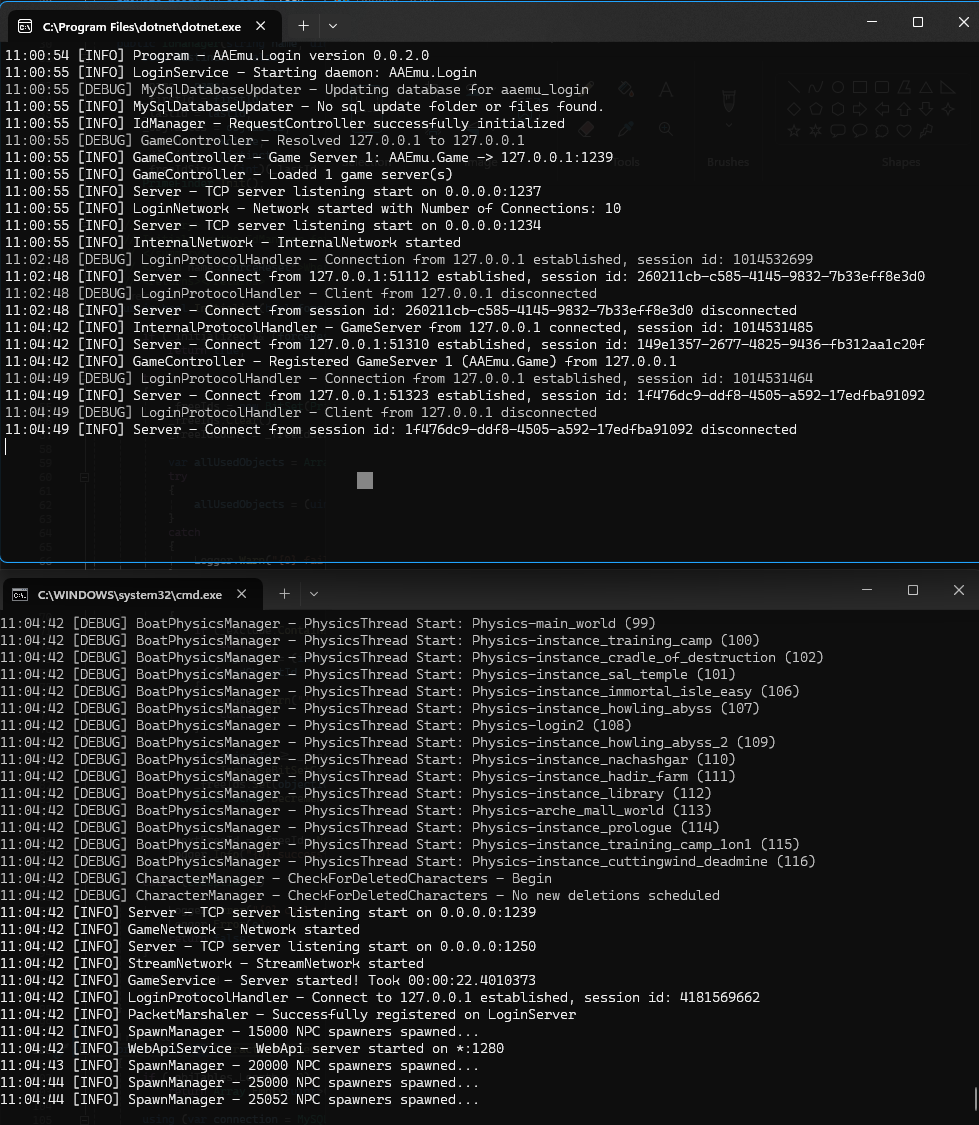 C:\Program Files\dotnet\dotnet.exe
11:00:54 [INFO] Program – AAEmu.Login version 0.0.2.0
11:00:55 [INFO] LoginService – Starting daemon: AAEmu.Login
11:00:55 [DEBUG] MySqlDatabaseUpdater – Updating database for aaemu_login
11:00:55 [INFO] MySqlDatabaseUpdater – No sql update folder or files found.
11:00:55 [INFO] IdManager – RequestController successfully initialized
11:00:55 [DEBUG] GameController – Resolved 127.0.0.1 to 127.0.0.1
11:00:55 [INFO] GameController – Game Server 1: AAEmu.Game –> 127.0.0.1:1239
Tools
Brushes
Shapes
11:00:55 [INFO] GameController – Loaded 1 game server(s)
11:00:55 [INFO] Server – TCP server listening start on 0.0.0.0:1237
11:00:55 [INFO] LoginNetwork – Network started with Number of Connections: 10
11:00:55 [INFO] Server – TCP server listening start on 0.0.0.0:1234
11:00:55 [INFO] InternalNetwork – InternalNetwork started
11:02:48 [DEBUG] LoginProtocolHandler – Connection from 127.0.0.1 established, session id: 1014532699
11:02:48 [INFO] Server – Connect from 127.0.0.1:51112 established, session id: 260211cb-c585-4145-9832-7b33eff8e3d0
11:02:48 [DEBUG] LoginProtocolHandler – Client from 127.0.0.1 disconnected
11:02:48 [INFO] Server – Connect from session id: 260211cb-c585-4145-9832-7b33eff8e3d0 disconnected
11:04:42 [INFO] InternalProtocolHandler – GameServer from 127.0.0.1 connected, session id: 1014531485
11:04:42 [INFO] Server – Connect from 127.0.0.1:51310 established, session id: 149e1357-2677-4825-9436-fb312aa1c20f
11:04:42 [INFO] GameController – Registered GameServer 1 (AAEmu.Game) from 127.0.0.1
11:04:49 [DEBUG] LoginProtocolHandler – Connection from 127.0.0.1 established, session id: 1014531464
11:04:49 [INFO] Server – Connect from 127.0.0.1:51323 established, session id: 1f476dc9-ddf8-4505-a592-17edfba91092
11:04:49 [DEBUG] LoginProtocolHandler – Client from 127.0.0.1 disconnected
11:04:49 [INFO] Server – Connect from session id: 1f476dc9-ddf8-4505-a592-17edfba91092 disconnected
var allUsedObjects = Arr
try
{
allUsedObjects =
}
catch
{
C:\WINDOWS\system32\cmd.exe
11:04:42 [DEBUG] BoatPhysicsManager – PhysicsThread Start: Physics-main_world (99)
11:04:42 [DEBUG] BoatPhysicsManager – PhysicsThread Start: Physics-instance_training_camp (100)
11:04:42 [DEBUG] BoatPhysicsManager – PhysicsThread Start: Physics-instance_cradle_of_destruction (102)
11:04:42 [DEBUG] BoatPhysicsManager – PhysicsThread Start: Physics-instance_sal_temple (101)
11:04:42 [DEBUG] BoatPhysicsManager – PhysicsThread Start: Physics-instance_immortal_isle_easy (106)
11:04:42 [DEBUG] BoatPhysicsManager – PhysicsThread Start: Physics-instance_howling_abyss (107)
11:04:42 [DEBUG] BoatPhysicsManager – PhysicsThread Start: Physics-login2 (108)
11:04:42 [DEBUG] BoatPhysicsManager – PhysicsThread Start: Physics-instance_howling_abyss_2 (109)
11:04:42 [DEBUG] BoatPhysicsManager – PhysicsThread Start: Physics-instance_nachashgar (110)
11:04:42 [DEBUG] BoatPhysicsManager – PhysicsThread Start: Physics-instance_hadir_farm (111)
11:04:42 [DEBUG] BoatPhysicsManager – PhysicsThread Start: Physics-instance_library (112)
11:04:42 [DEBUG] BoatPhysicsManager – PhysicsThread Start: Physics-arche_mall_world (113)
11:04:42 [DEBUG] BoatPhysicsManager – PhysicsThread Start: Physics-instance_prologue (114)
11:04:42 [DEBUG] BoatPhysicsManager – PhysicsThread Start: Physics-instance_training_camp_1on1 (115)
11:04:42 [DEBUG] BoatPhysicsManager – PhysicsThread Start: Physics-instance_cuttingwind_deadmine (116)
11:04:42 [DEBUG] CharacterManager – CheckForDeletedCharacters – Begin
11:04:42 [DEBUG] CharacterManager – CheckForDeletedCharacters – No new deletions scheduled
11:04:42 [INFO] Server – TCP server listening start on 0.0.0.0:1239
11:04:42 [INFO] GameNetwork – Network started
11:04:42 [INFO] Server – TCP server listening start on 0.0.0.0:1250
11:04:42 [INFO] StreamNetwork – StreamNetwork started
11:04:42 [INFO] GameService – Server started! Took 00:00:22.4010373
11:04:42 [INFO] LoginProtocolHandler – Connect to 127.0.0.1 established, session id: 4181569662
11:04:42 [INFO] PacketMarshaler – Successfully registered on LoginServer
11:04:42 [INFO] SpawnManager – 15000 NPC spawners spawned...
11:04:42 [INFO] WebApiService – WebApi server started on *:1280
11:04:43 [INFO] SpawnManager – 20000 NPC spawners spawned...
11:04:44 [INFO] SpawnManager – 25000 NPC spawners spawned...
11:04:44 [INFO] SpawnManager – 25052 NPC spawners spawned...